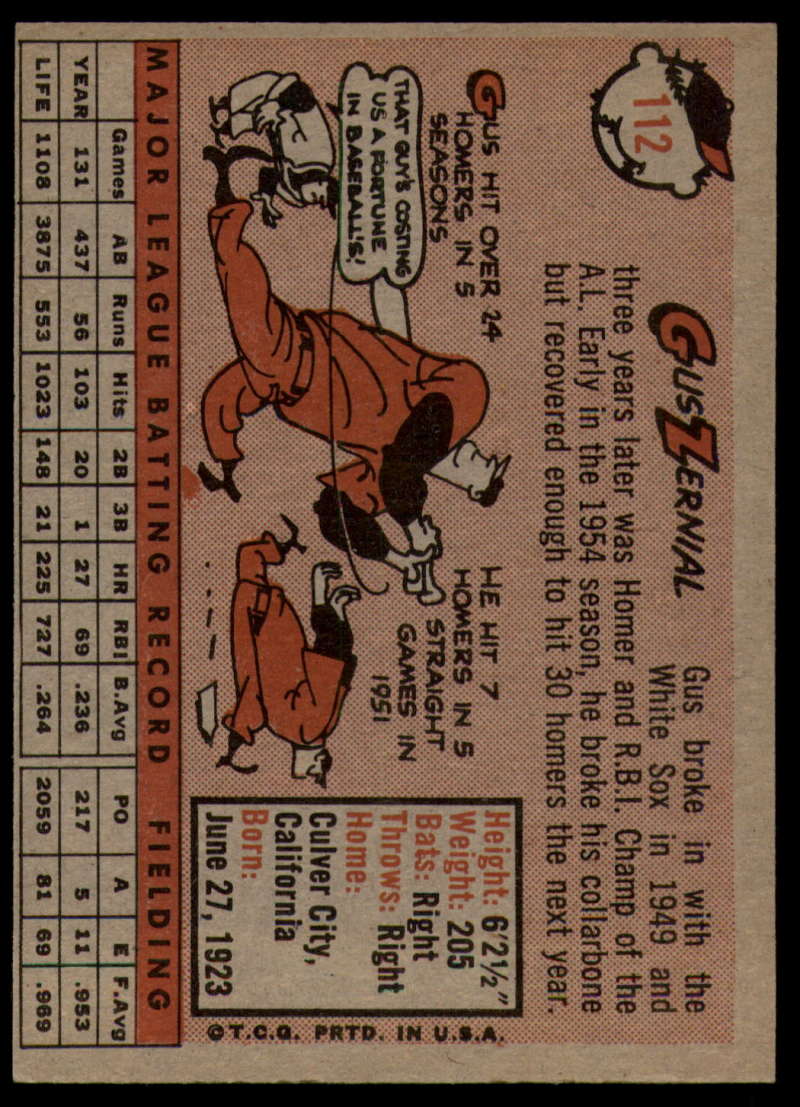 112
GUS ZERNIAL
Gus broke in with the
White Sox in 1949 and
three years later was Homer and R.B.I. Champ of the
A.L. Early in the 1954 season, he broke his collarbone
but recovered enough to hit 30 homers the next year.
GUS HIT OVER 24
HOMERS IN 5
SEASONS
THAT GUY'S COSTING
US A FORTUNE
IN BASEBALL'S!
HE HIT 7
HOMERS IN 5
STRAIGHT
GAMES IN
1951
Height: 6'2½"
Weight: 205
Bats: Right
Throws: Right
Home:
Culver City,
California
Born:
June 27, 1923
©T.C.G. PRTD. IN U.S.A.
MAJOR LEAGUE BATTING RECORD FIELDING
Games AB Runs Hits 2B 3B HR RBI B.Avg PO A E F.Avg
YEAR 131 437 56 103 20 1 27 69 .236 217 5 11 .953
LIFE 1108 3875 553 1023 148 21 225 727 .264 2059 81 69 .969